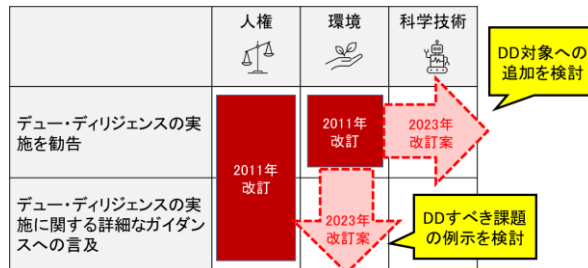 人権
環境
科学技術
DD対象への
追加を検討
デュー・ディリジェンスの実
施を勧告
2011年
改訂
2011年
改訂
2023年
改訂案
デュー・ディリジェンスの実
施に関する詳細なガイダン
スへの言及
2023年
改訂案
DDすべき課題
の例示を検討